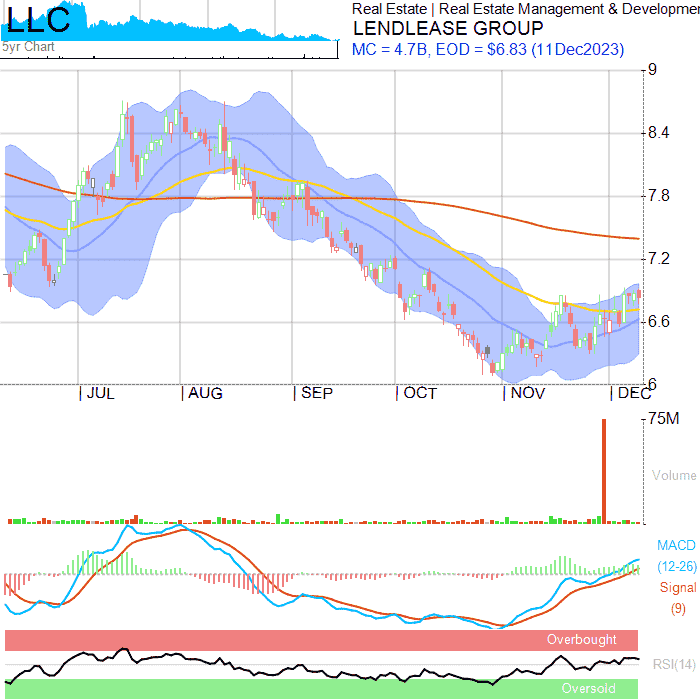 LLC
5yr Chart
Real Estate | Real Estate Management & Developmen
LENDLEASE GROUP
MC = 4.7B, EOD = $6.83 (11Dec2023)
9
8.4
7.8
7.2
6.6
6
JUL AUG SEP OCT NOV DEC
75M
Volume
MACD
(12-26)
Signal
(9)
Overbought
RSI(14)
Oversoid